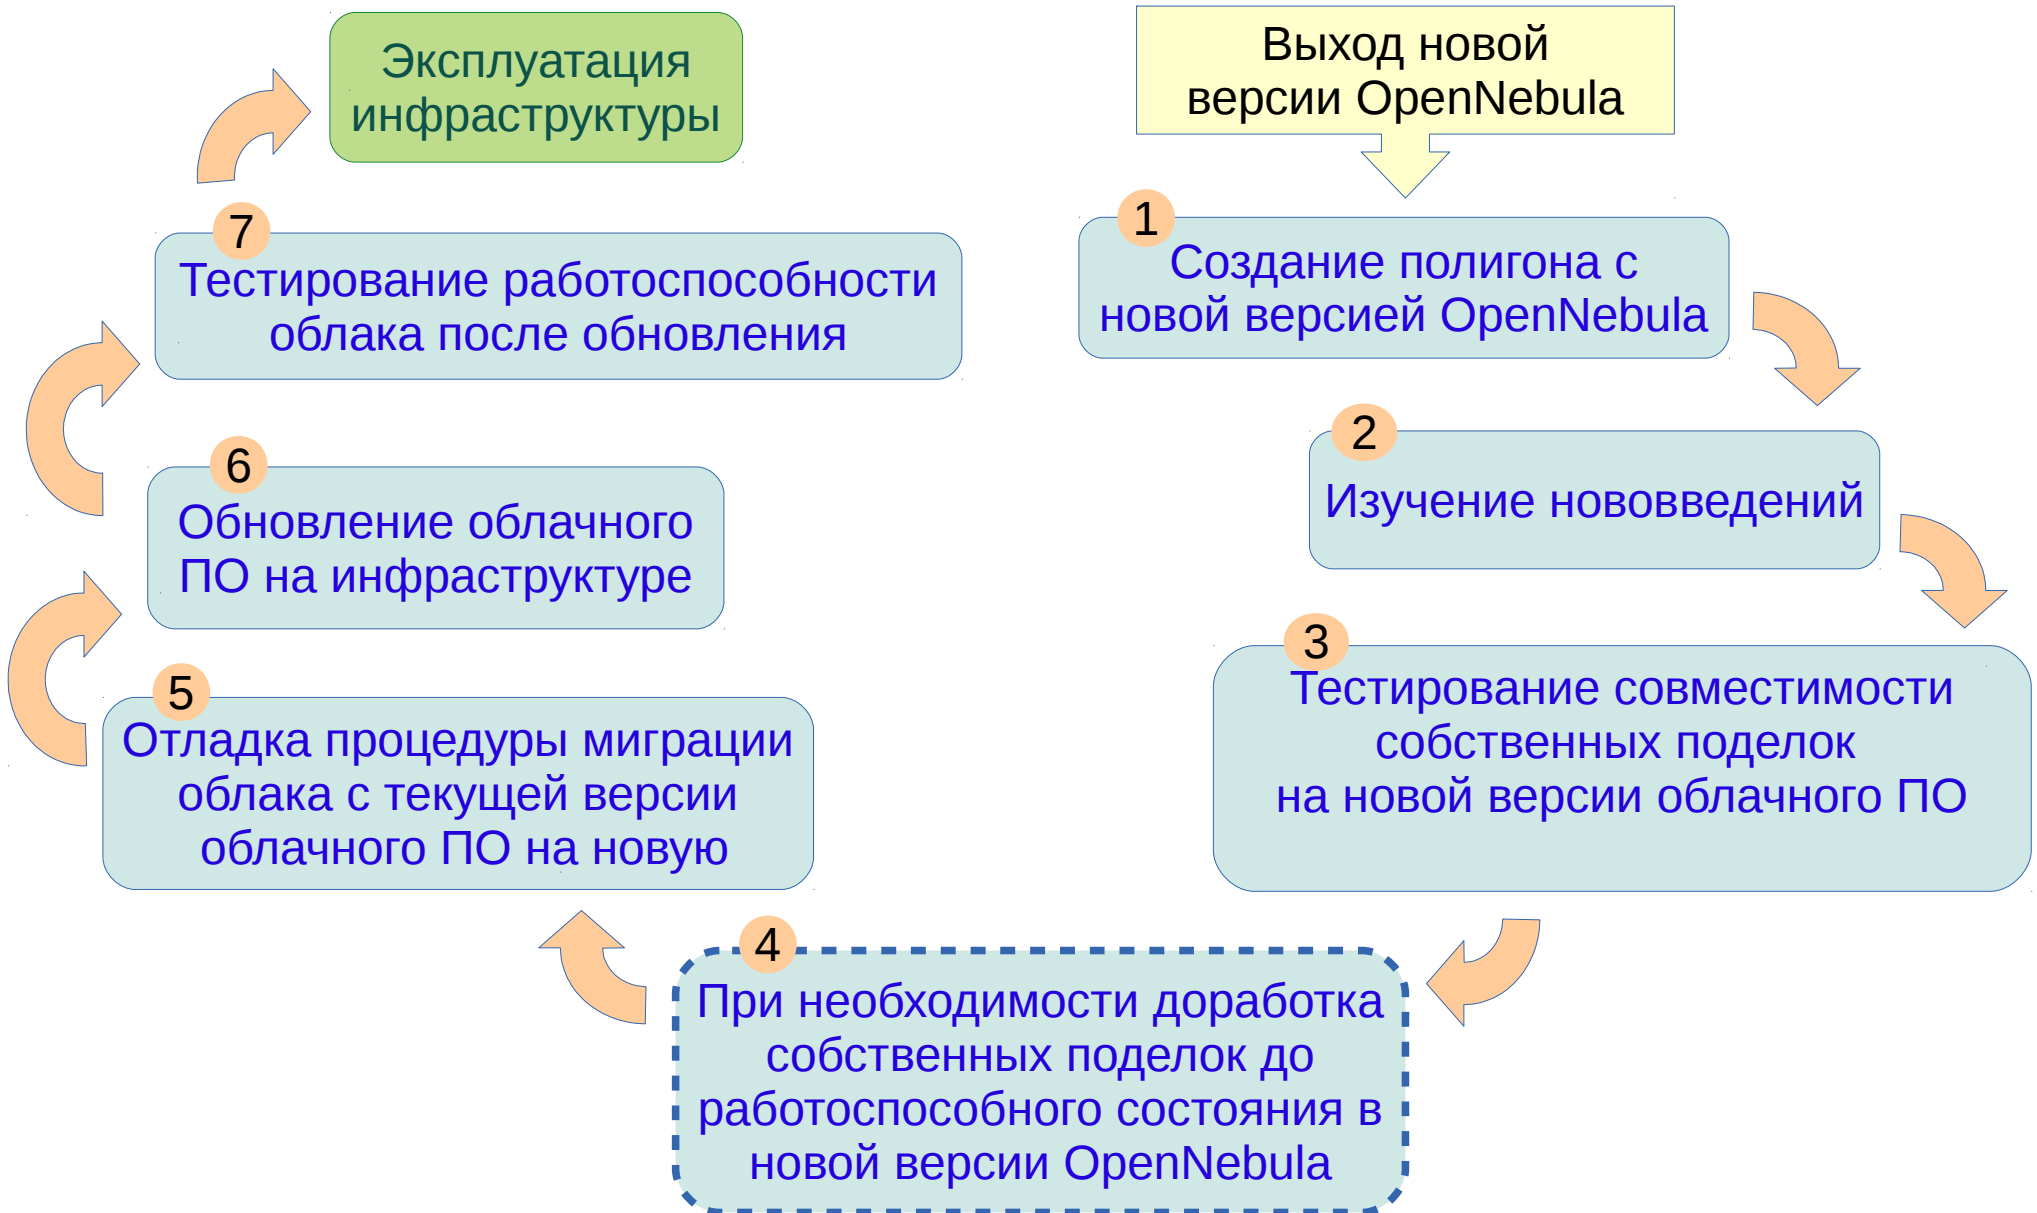 Выход новой
версии OpenNebula
1
Создание полигона с
новой версией OpenNebula
2
Изучение нововведений
3
Тестирование совместимости
собственных поделок
на новой версии облачного ПО
4
При необходимости доработка
собственных поделок до
работоспособного состояния в
новой версии OpenNebula
5
Отладка процедуры миграции
облака с текущей версии
облачного ПО на новую
6
Обновление облачного
ПО на инфраструктуре
7
Тестирование работоспособности
облака после обновления
Эксплуатация
инфраструктуры